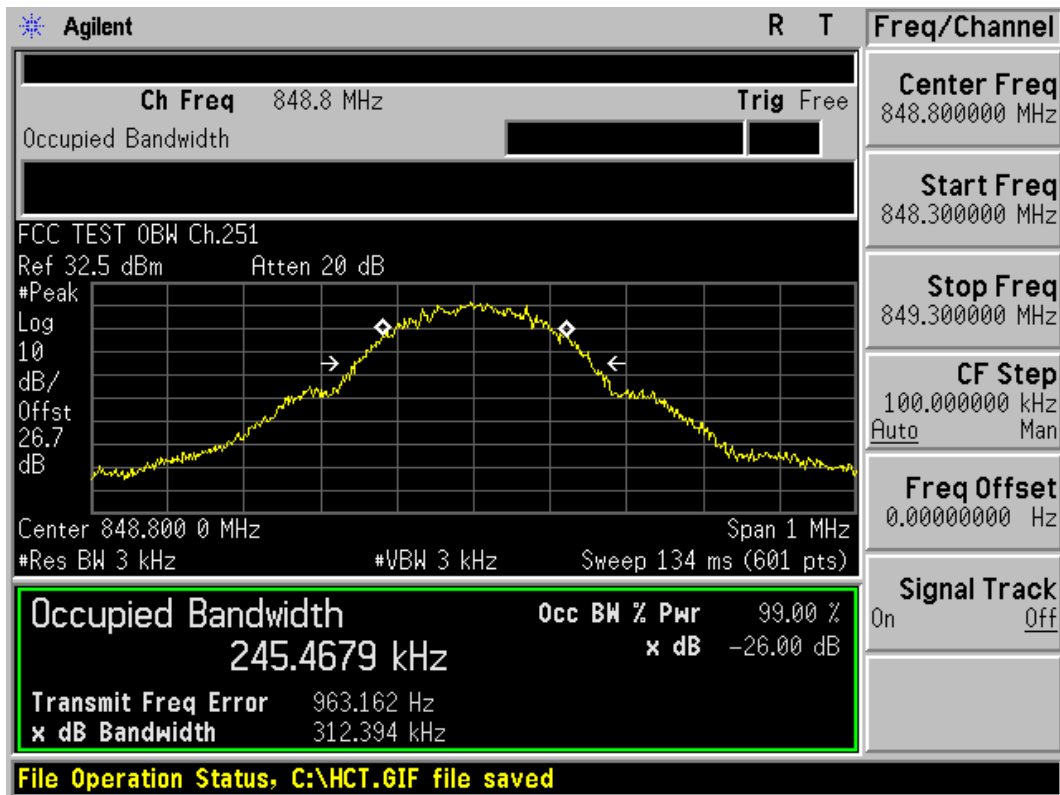 Agilent R T Freq/Channel
Ch Freq 848.8 MHz Trig Free
Occupied Bandwidth
Center Freq
848.800000 MHz
Start Freq
848.300000 MHz
Stop Freq
849.300000 MHz
CF Step
100.000000 kHz
Auto Man
Freq Offset
0.00000000 Hz
Signal Track
On Off
FCC TEST OBW Ch.251
Ref 32.5 dBm Atten 20 dB
#Peak
Log
10
dB/
Offst
26.7
dB
Center 848.800 0 MHz Span 1 MHz
#Res BW 3 kHz #VBW 3 kHz Sweep 134 ms (601 pts)
Occupied Bandwidth Occ BW % Pwr 99.00 %
245.4679 kHz x dB -26.00 dB
Transmit Freq Error 963.162 Hz
x dB Bandwidth 312.394 kHz
File Operation Status, C:\HCT.GIF file saved